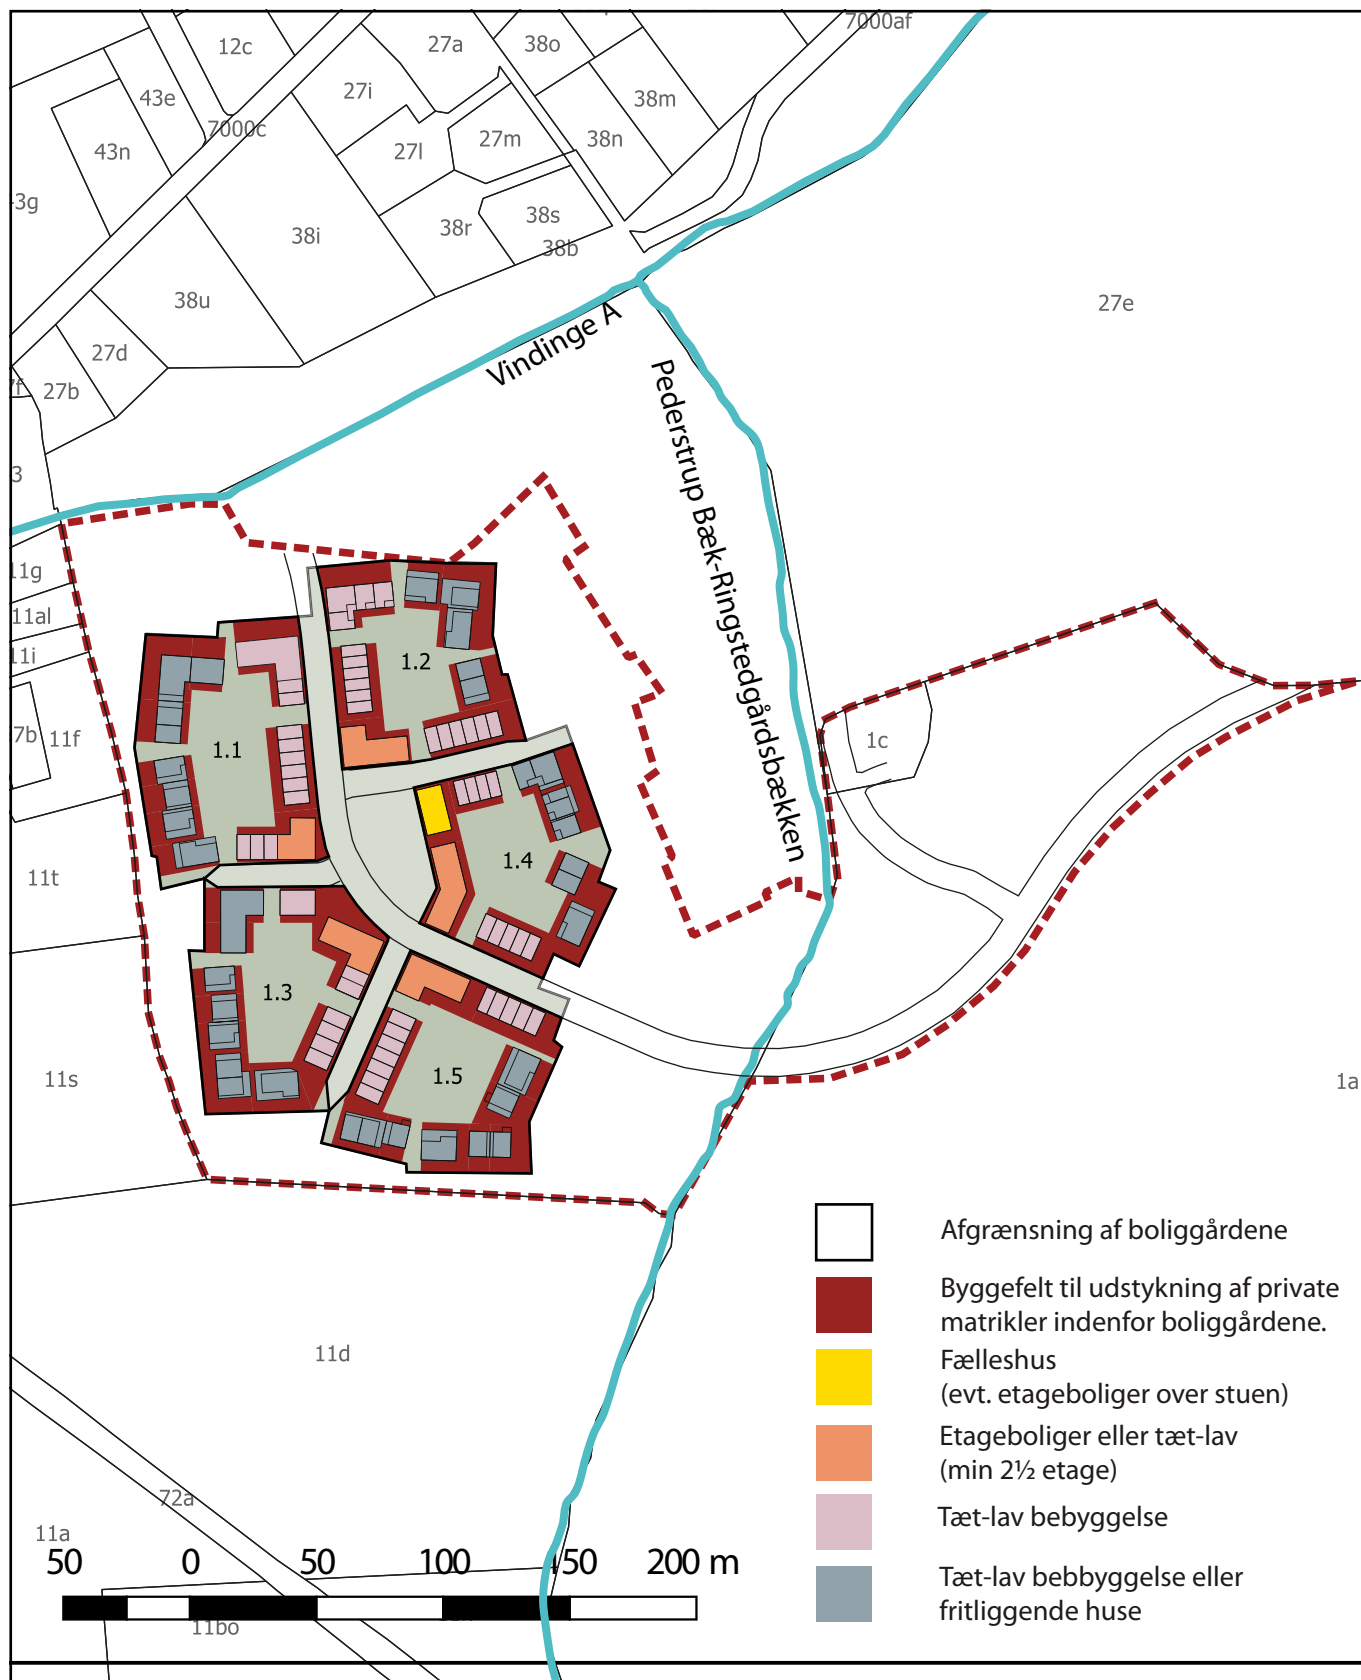 7000af
12c
27a
38o
43e
27i
38m
7000c
43n
27l
27m
38n
3g
38i
38r
38s
38b
38u
27e
27d
27b
Vindinge Å
Pederstrup Bæk-Ringstedgårdsbækken
3
11g
11al
11i
7b
11f
1.2
1.1
1c
1.4
11t
1.3
11s
1.5
1a
Afgrænsning af boliggårdene
Byggefelt til udstykning af private
matrikler indenfor boliggårdene.
Fælleshus
(evt. etageboliger over stuen)
Etageboliger eller tæt-lav
(min 2½ etage)
Tæt-lav bebyggelse
Tæt-lav bebbyggelse eller
fritliggende huse
11d
72a
11a
50 0 50 100 150 200 m
11bo